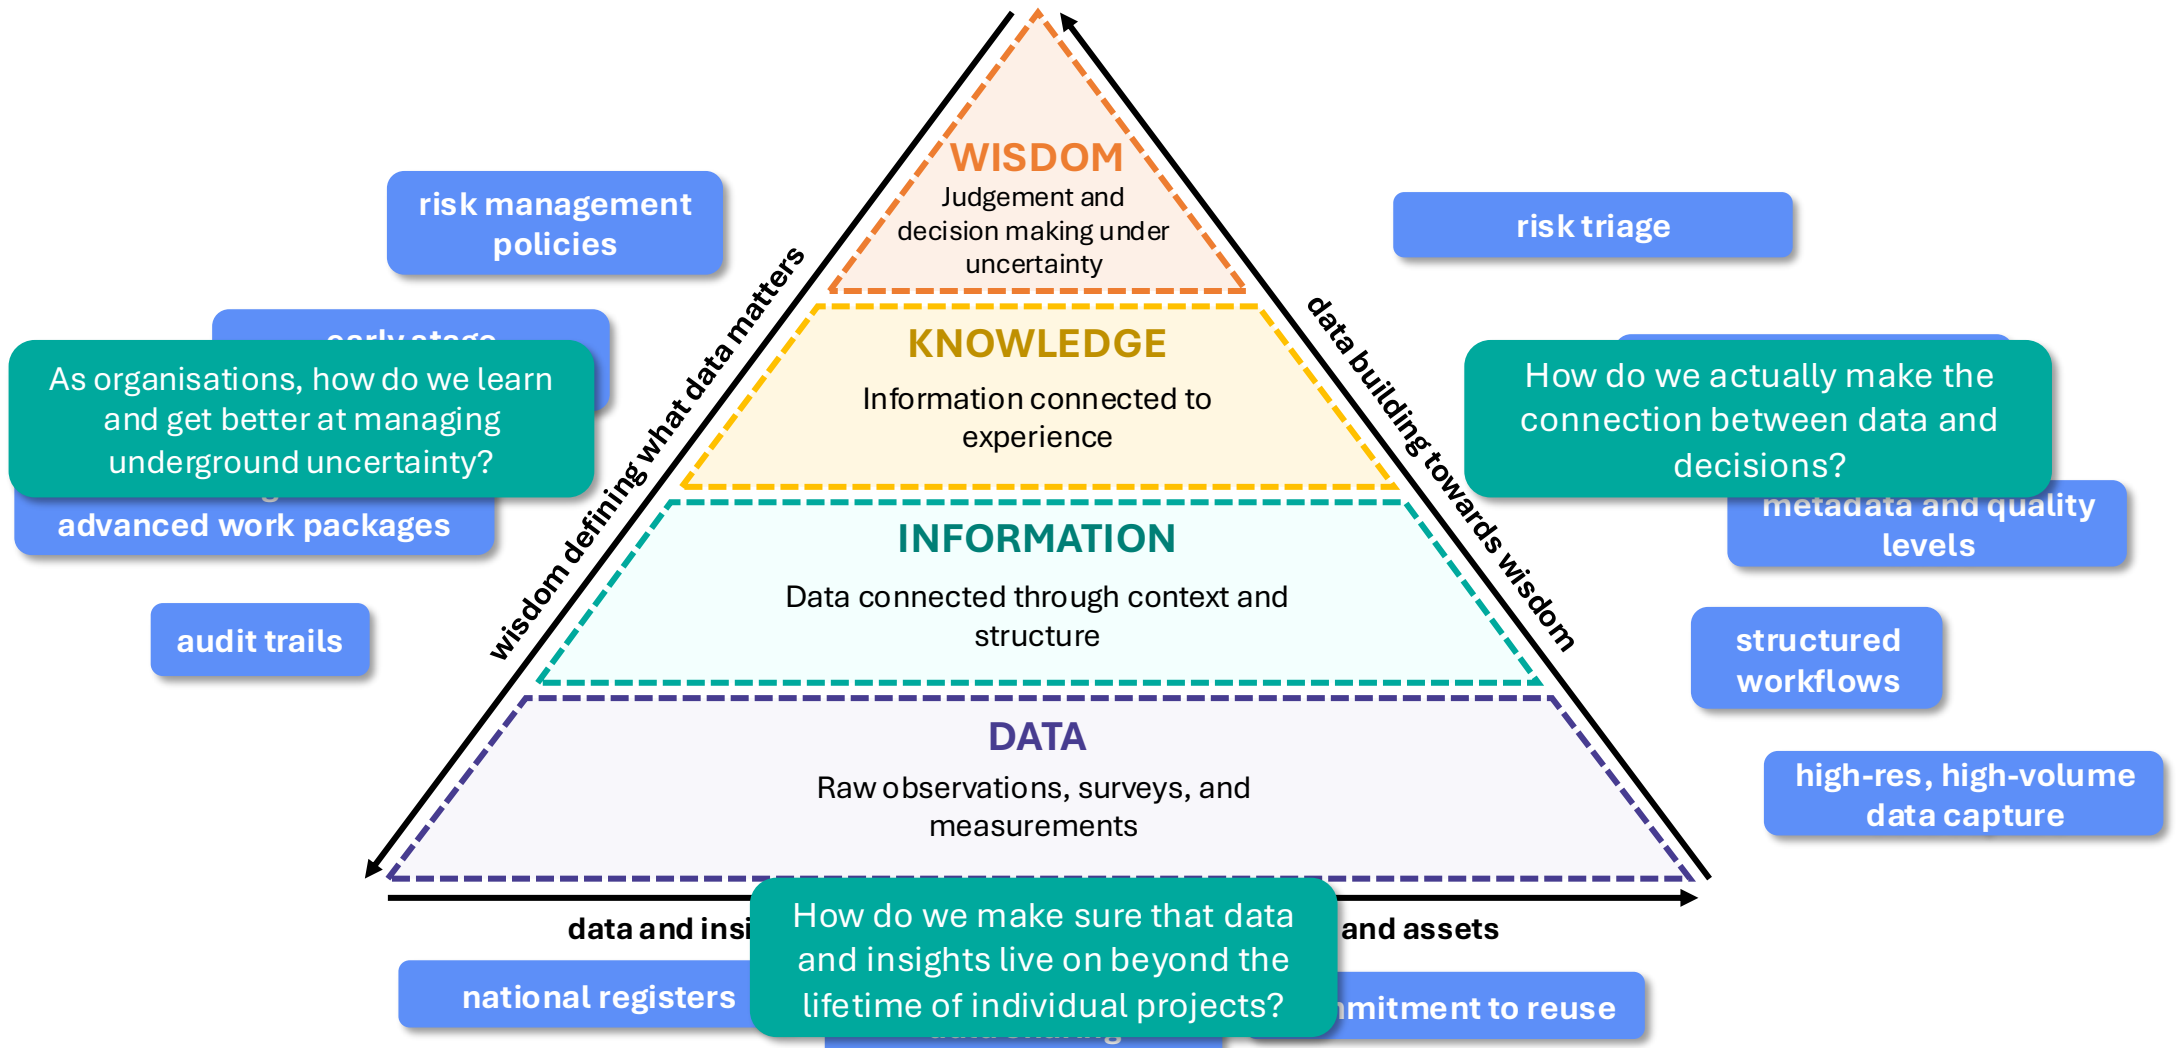 WISDOM
Judgement and
decision making under
uncertainty
KNOWLEDGE
Information connected to
experience
INFORMATION
Data connected through context and
structure
DATA
Raw observations, surveys, and
measurements
wisdom defining what data matters
data building towards wisdom
risk management
policies
early stage
As organisations, how do we learn
and get better at managing
underground uncertainty?
advanced work packages
audit trails
risk triage
How do we actually make the
connection between data and
decisions?
metadata and quality
levels
structured
workflows
high-res, high-volume
data capture
data and
and assets
How do we make sure that data
and insights live on beyond the
lifetime of individual projects?
national registers
to reuse